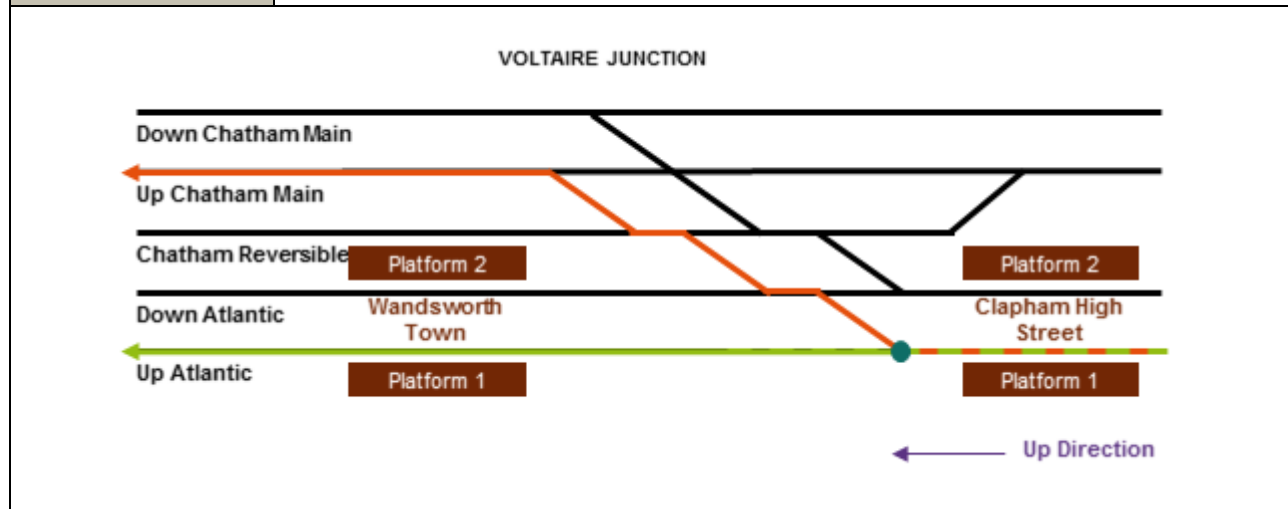 VOLTAIRE JUNCTION
Down Chatham Main
Up Chatham Main
Chatham Reversible
Platform 2
Platform 2
Down Atlantic
Wandsworth
Town
Clapham High
Street
Up Atlantic
Platform 1
Platform 1
Up Direction